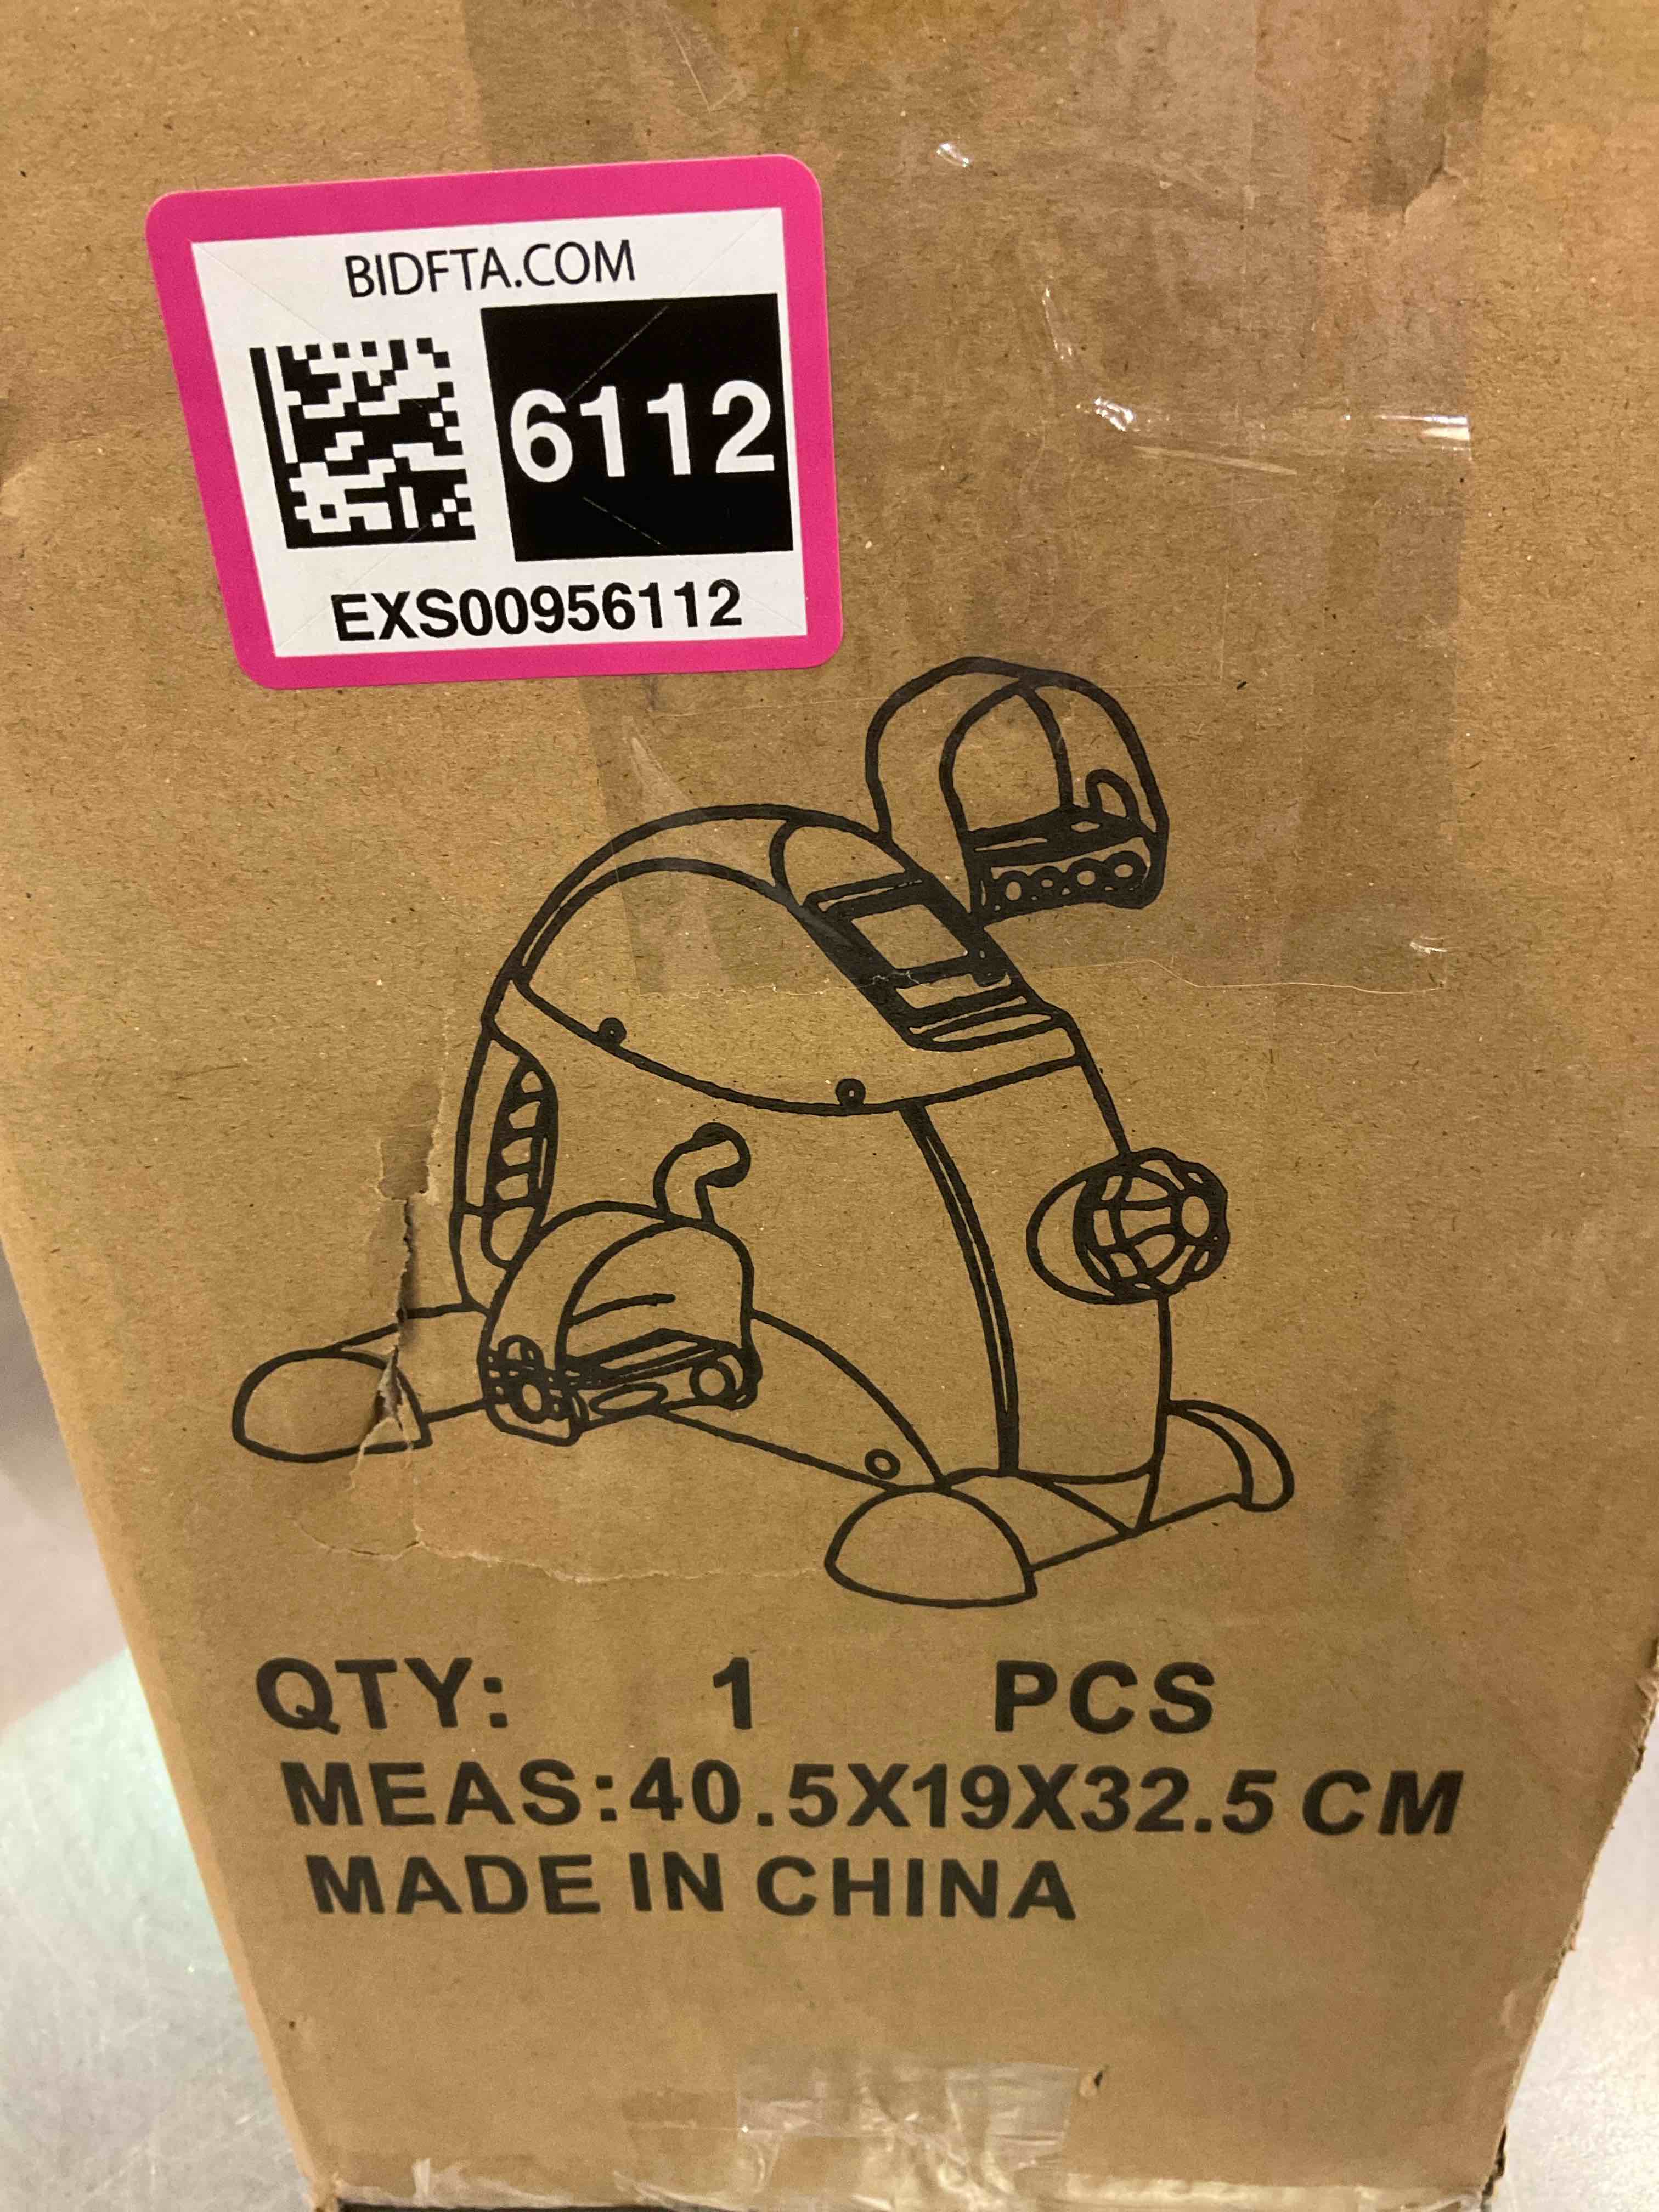 BIDFTA.COM
6112
EXS00956112
QTY: 1 PCS
MEAS:40.5X19X32.5 CM
MADE IN CHINA